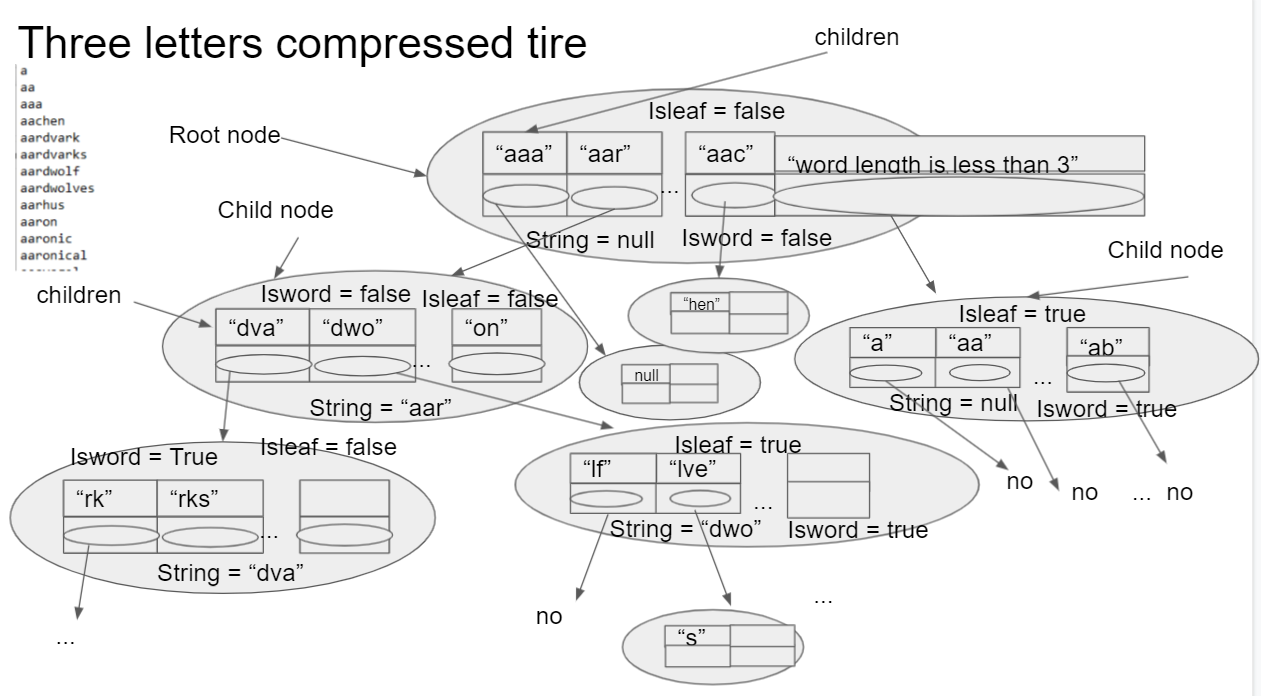 Three letters compressed tire
children
a
aa
aaa
aachen
aardvark
aardvarks
aardwolf
aardwolves
aarhus
aaron
aaronic
aaronical
Root node
Isleaf = false
“aaa” “aar” “aac” “word length is less than 3”
...
String = null Isword = false
Child node
Child node
children
Isword = false Isleaf = false
“dva” “dwo” “on”
...
String = “aar”
“hen”
null
Isleaf = true
“a” “aa” “ab”
...
String = null Isword = true
no no ... no
Isword = True Isleaf = false
“rk” “rks”
...
String = “dva”
...
Isleaf = true
“lf” “lve”
...
String = “dwo” Isword = true
no
...
“s”